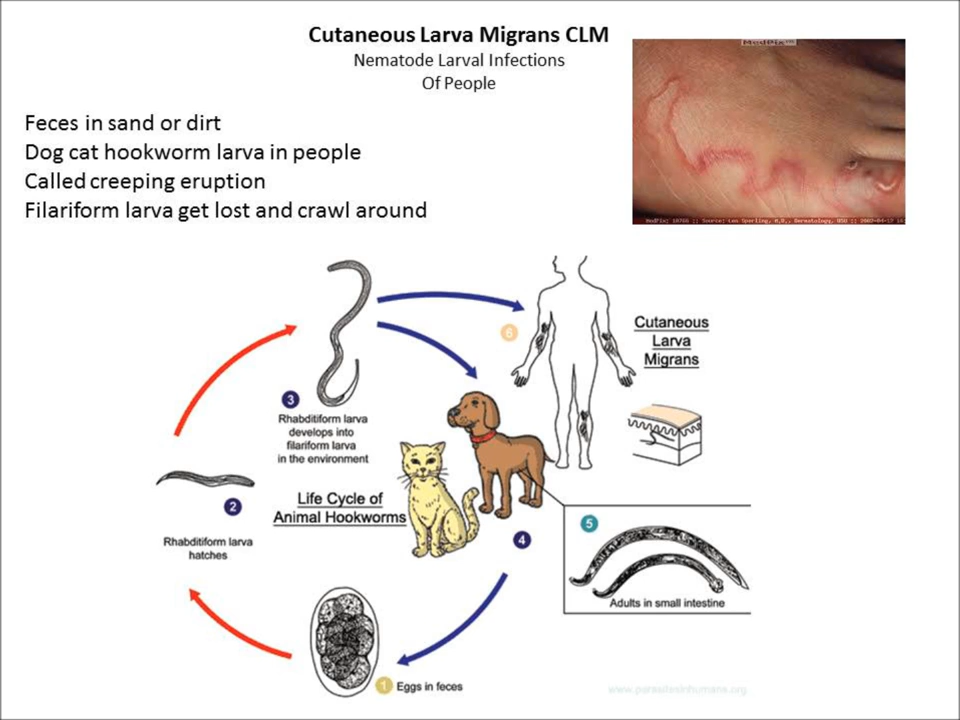 Cutaneous Larva Migrans CLM
Nematode Larval Infections
Of People
MedPix™
Feces in sand or dirt
Dog cat hookworm larva in people
Called creeping eruption
Filariform larva get lost and crawl around
6
Cutaneous
Larva
Migrans
3
Rhabditiform larva
develops into
filariform larva
in the environment
2
Rhabditiform larva
hatches
Life Cycle of
Animal Hookworms
4
5
Adults in small intestine
1 Eggs in feces
www.parasitesinhumans.org